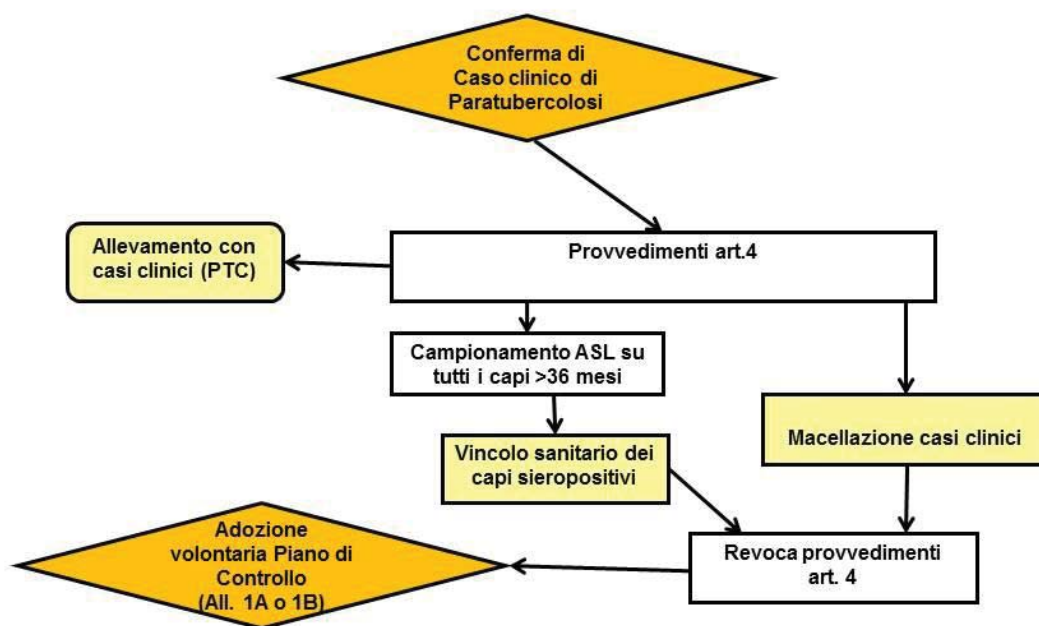 Conferma di
Caso clinico di
Paratubercolosi
Allevamento con
casi clinici (PTC)
Provvedimenti art.4
Campionamento ASL su
tutti i capi >36 mesi
Macellazione casi clinici
Vincolo sanitario dei
capi sieropositivi
Adozione
volontaria Piano di
Controllo
(All. 1A o 1B)
Revoca provvedimenti
art. 4